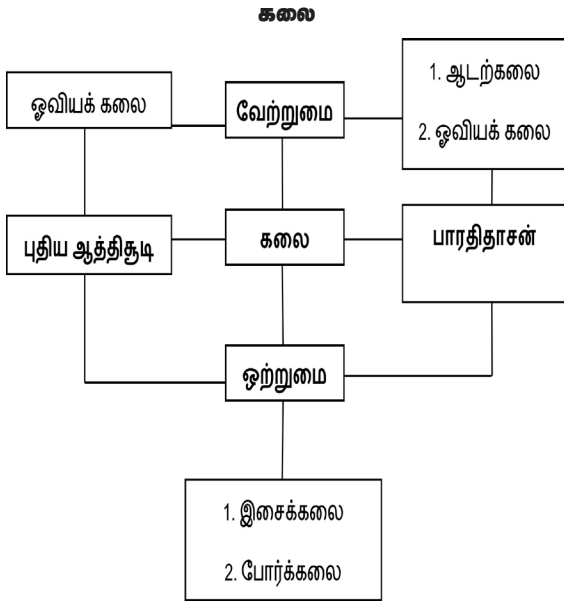 கலை
ஓவியக் கலை
வேற்றுமை
1. ஆடற்கலை
2. ஓவியக் கலை
புதிய ஆத்திசூடி
கலை
பாரதிதாசன்
ஒற்றுமை
1. இசைக்கலை
2. போர்க்கலை